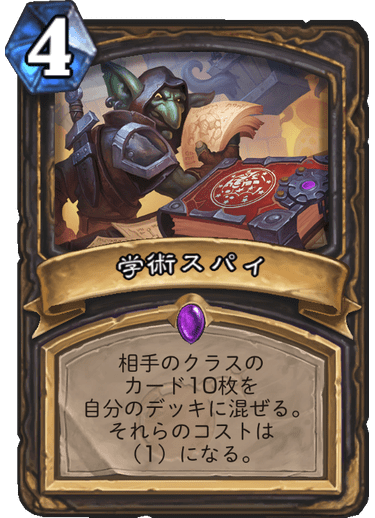 4
学術スパイ
相手のクラスの
カード10枚を
自分のデッキに混ぜる。
それらのコストは
（1）になる。